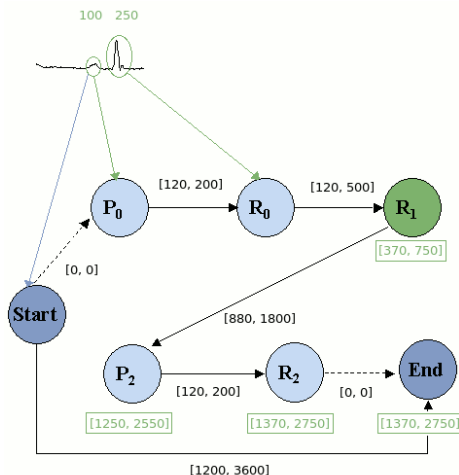 100 250
[120, 200] [120, 500]
P0 R0 R1
[370, 750]
[0, 0]
Start
[880, 1800]
P2 R2 End
[120, 200] [0, 0]
[1250, 2550] [1370, 2750] [1370, 2750]
[1200, 3600]